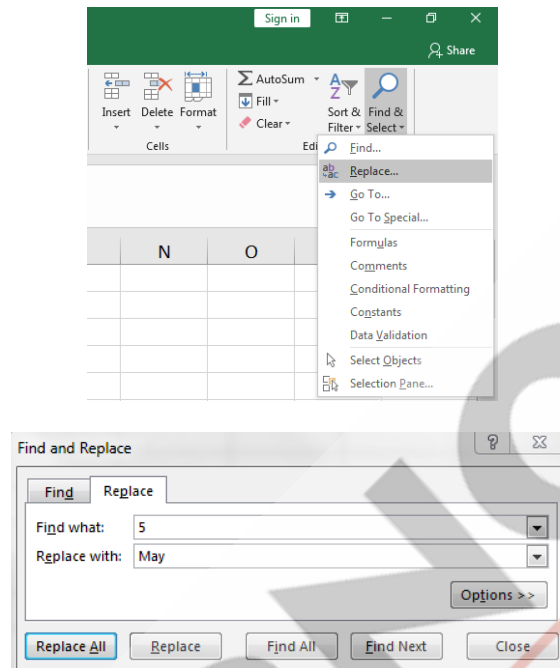 Sign in
Share
AutoSum
Fill
Clear
Insert Delete Format
Sort & Find &
Filter Select
Cells
Find...
Replace...
Go To...
Go To Special...
Formulas
Comments
Conditional Formatting
Constants
Data Validation
Select Objects
Selection Pane...
N O
Find and Replace
Find Replace
Find what: 5
Replace with: May
Options >>
Replace All Replace Find All Find Next Close